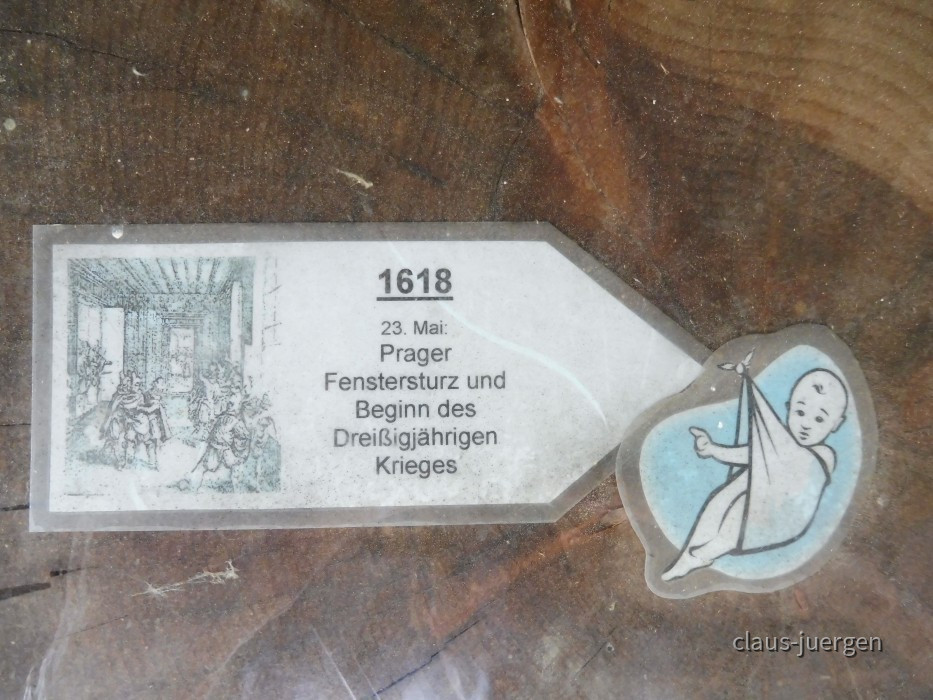 1618
23. Mai:
Prager
Fenstersturz und
Beginn des
Dreißigjährigen
Krieges
claus-juergen